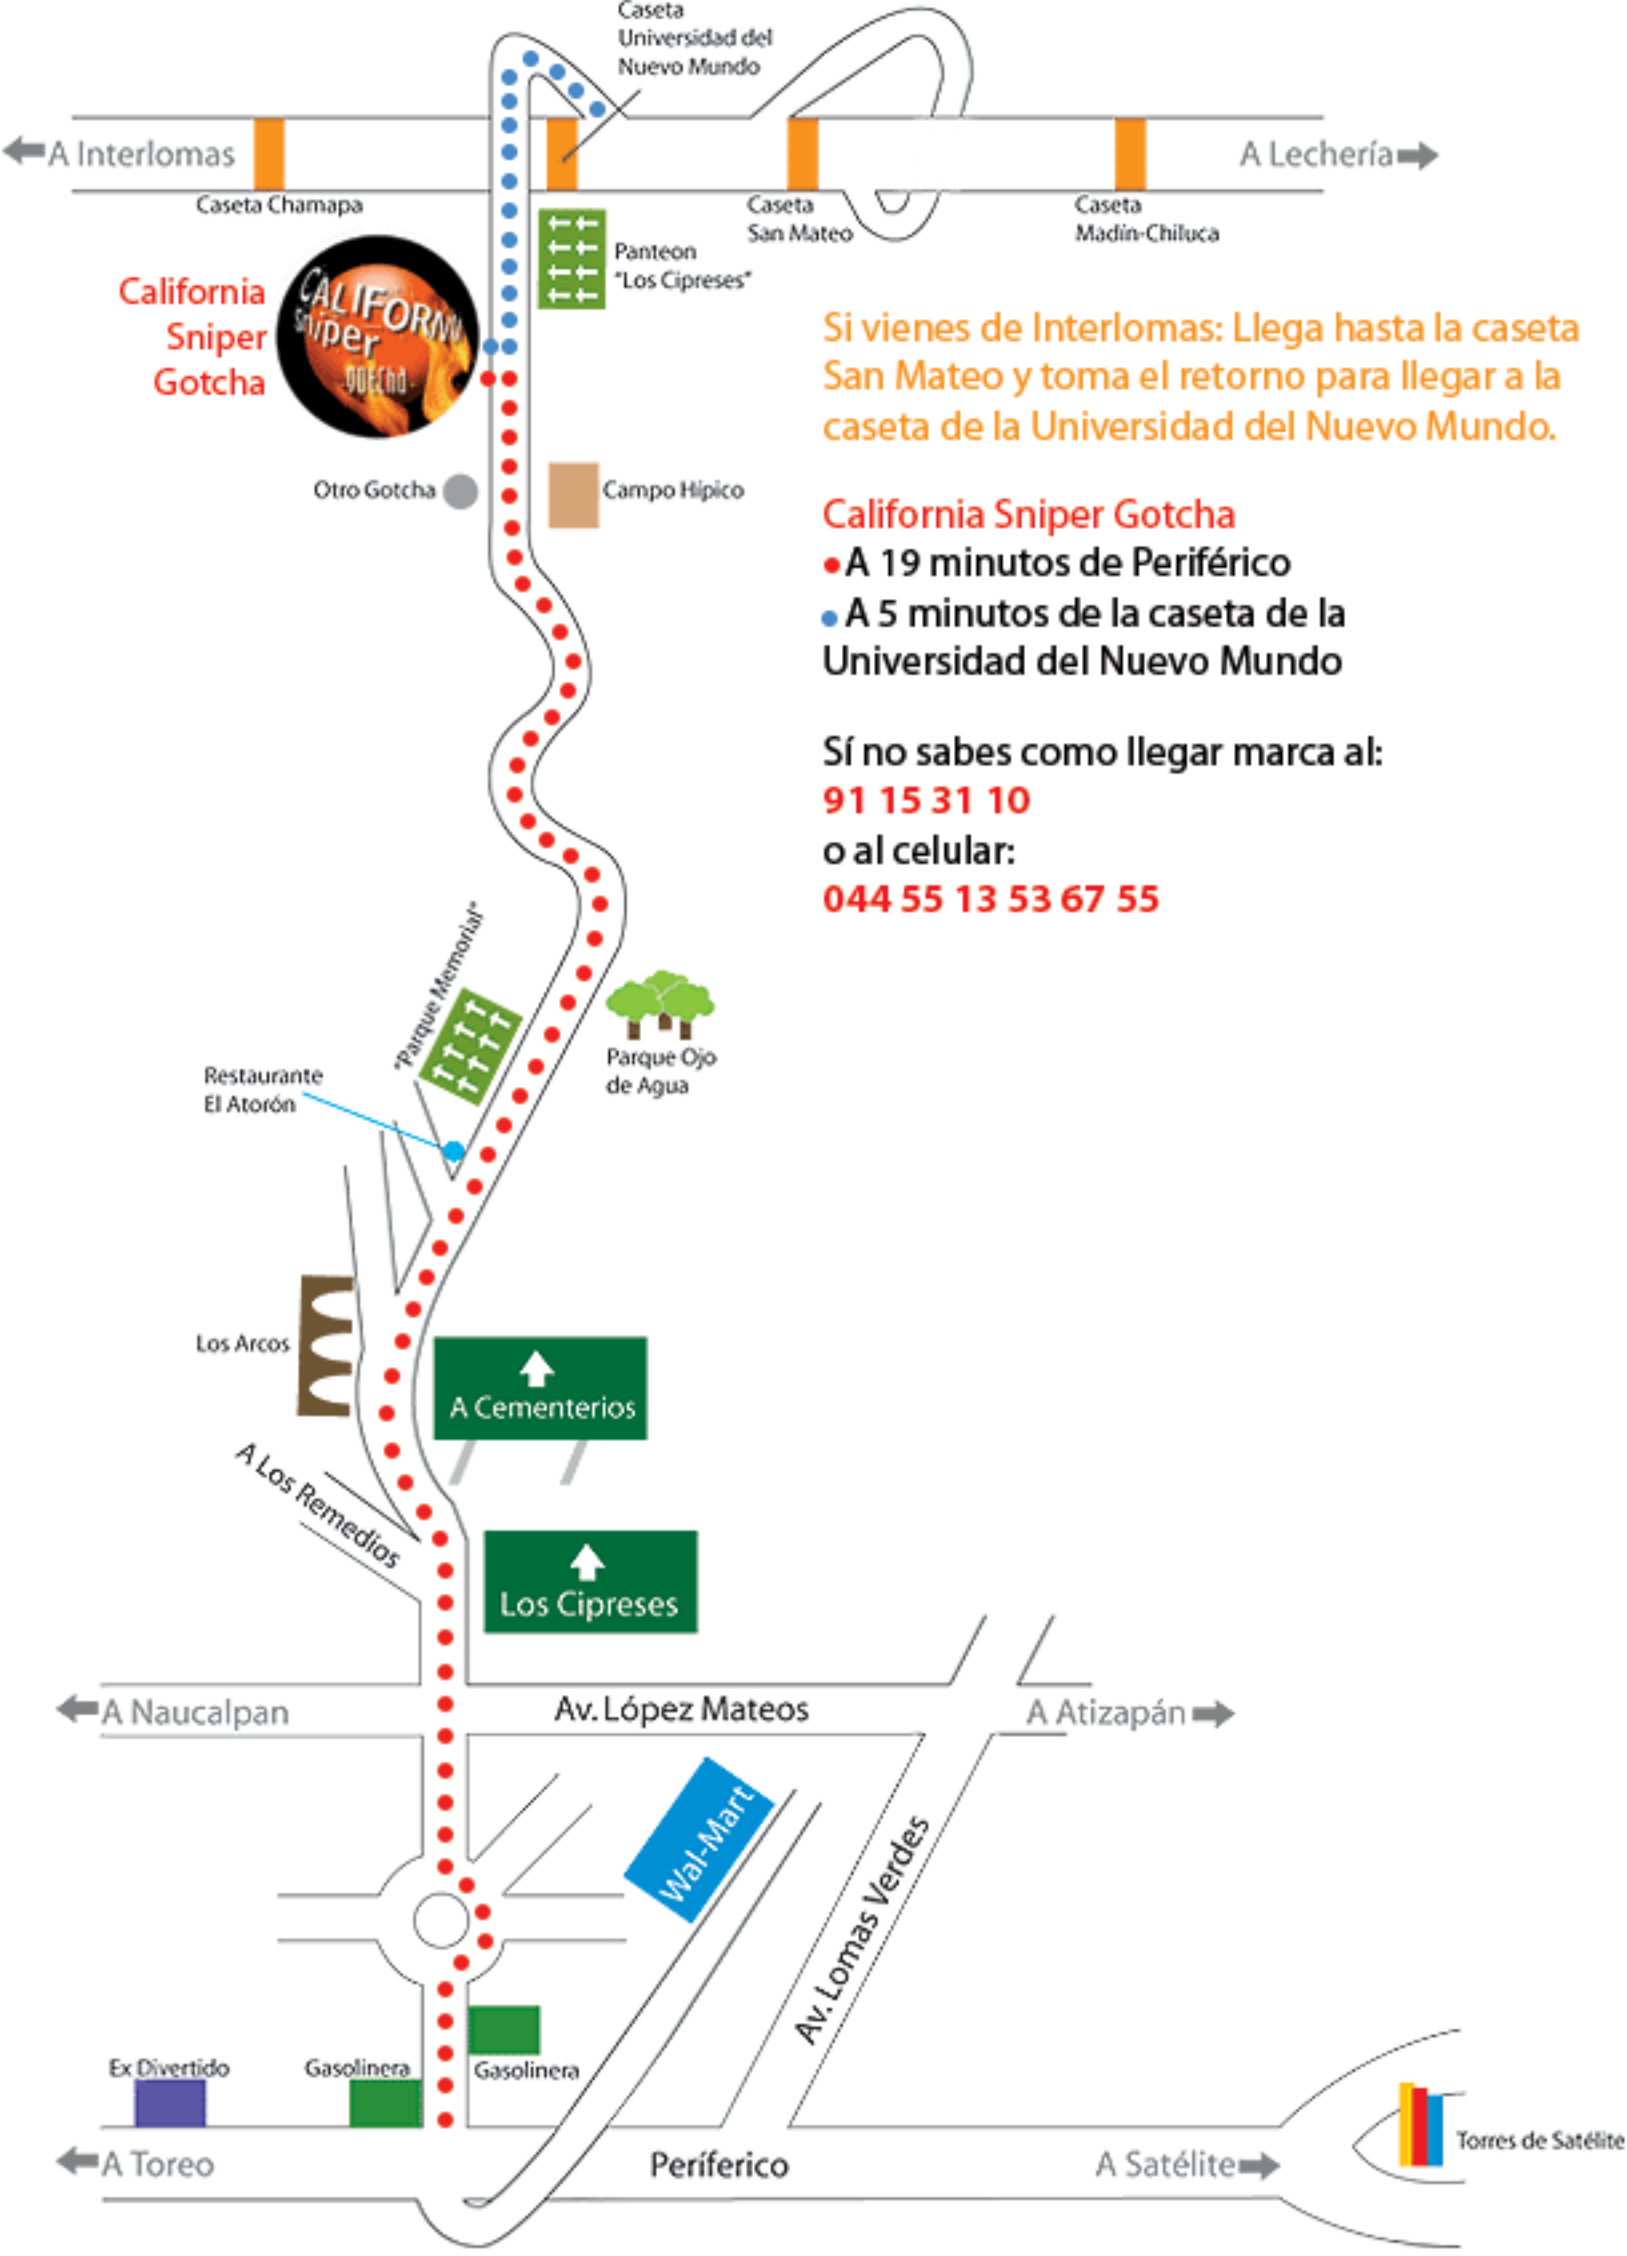 Caseta
Universidad del
Nuevo Mundo
A Interlomas
A Lechería
Caseta Chamapa
Caseta
San Mateo
Caseta
Madín-Chiluca
Panteon
"Los Cipreses"
California
Sniper
Gotcha
CALIFORNIA
sniper
gotcha
Si vienes de Interlomas: Llega hasta la caseta
San Mateo y toma el retorno para llegar a la
caseta de la Universidad del Nuevo Mundo.
Otro Gotcha
Campo Hípico
California Sniper Gotcha
A 19 minutos de Periférico
A 5 minutos de la caseta de la
Universidad del Nuevo Mundo
Sí no sabes como llegar marca al:
91 15 31 10
o al celular:
044 55 13 53 67 55
"Parque Memorial"
Parque Ojo
de Agua
Restaurante
El Atorón
Los Arcos
A Cementerios
A Los Remedios
Los Cipreses
A Naucalpan
Av. López Mateos
A Atizapán
Wal-Mart
Av. Lomas Verdes
Ex Divertido
Gasolinera
Gasolinera
A Toreo
Períferico
A Satélite
Torres de Satélite